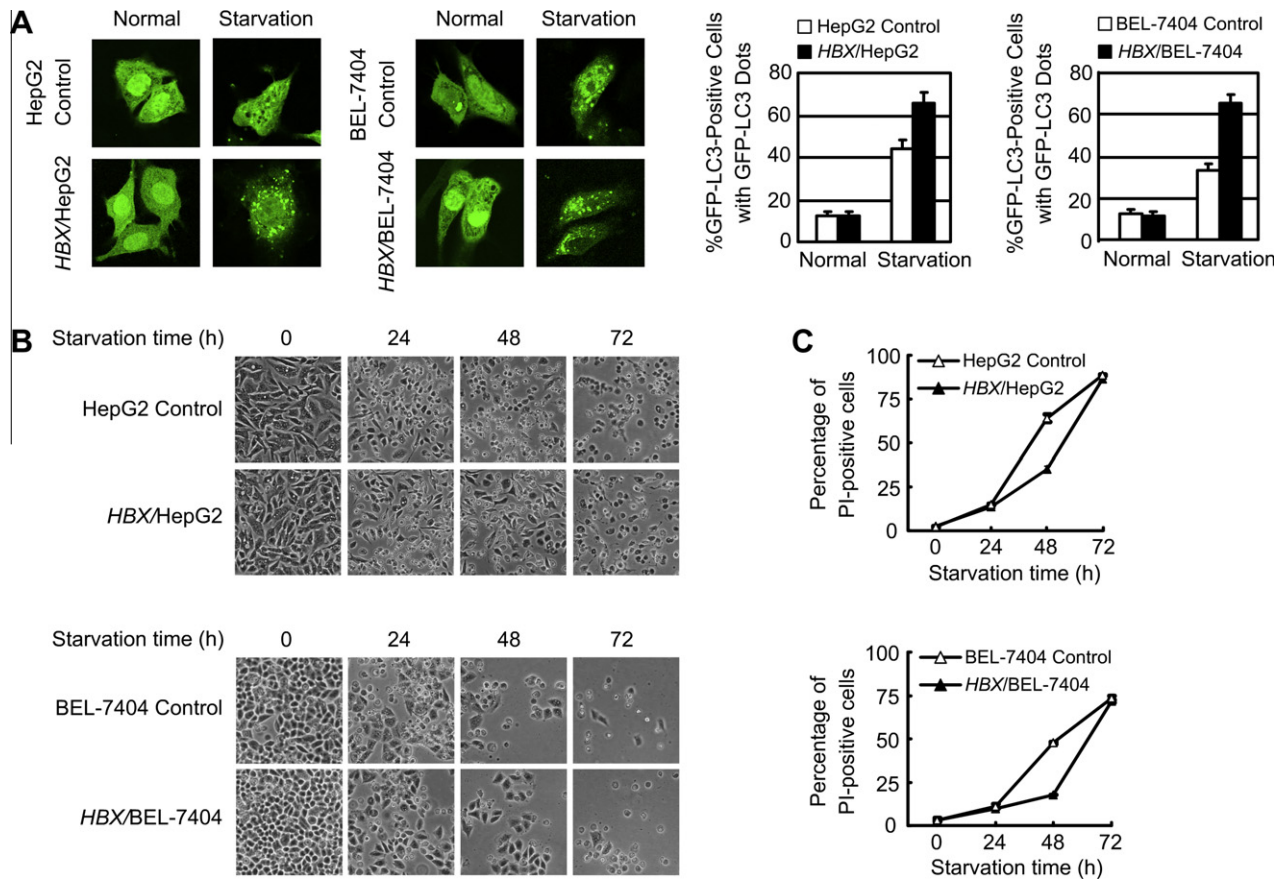 A
Normal
Starvation
Normal
Starvation
HepG2
Control
HBX/HepG2
BEL-7404
Control
HBX/BEL-7404
HepG2 Control
HBX/HepG2
%GFP-LC3-Positive Cells
with GFP-LC3 Dots
80
60
40
20
0
Normal
Starvation
BEL-7404 Control
HBX/BEL-7404
%GFP-LC3-Positive Cells
with GFP-LC3 Dots
80
60
40
20
0
Normal
Starvation
B
Starvation time (h)
0
24
48
72
HepG2 Control
HBX/HepG2
Starvation time (h)
0
24
48
72
BEL-7404 Control
HBX/BEL-7404
C
HepG2 Control
HBX/HepG2
Percentage of
PI-positive cells
100
75
50
25
0
0
24
48
72
Starvation time (h)
BEL-7404 Control
HBX/BEL-7404
Percentage of
PI-positive cells
100
75
50
25
0
0
24
48
72
Starvation time (h)